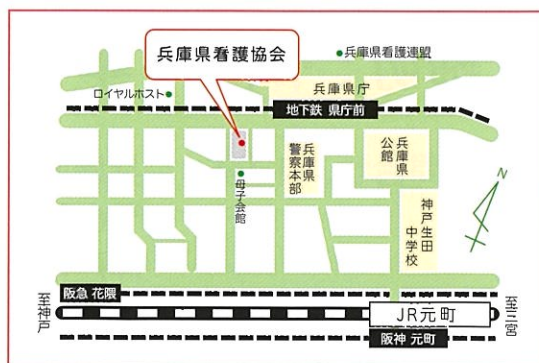 兵庫県看護協会
兵庫県看護連盟
兵庫県庁
ロイヤルホスト
地下鉄 県庁前
兵庫県
警察本部
兵庫県
公館
母子会館
神戸生田
中学校
N
阪急 花隈
至神戸
JR元町
至三宮
阪神 元町